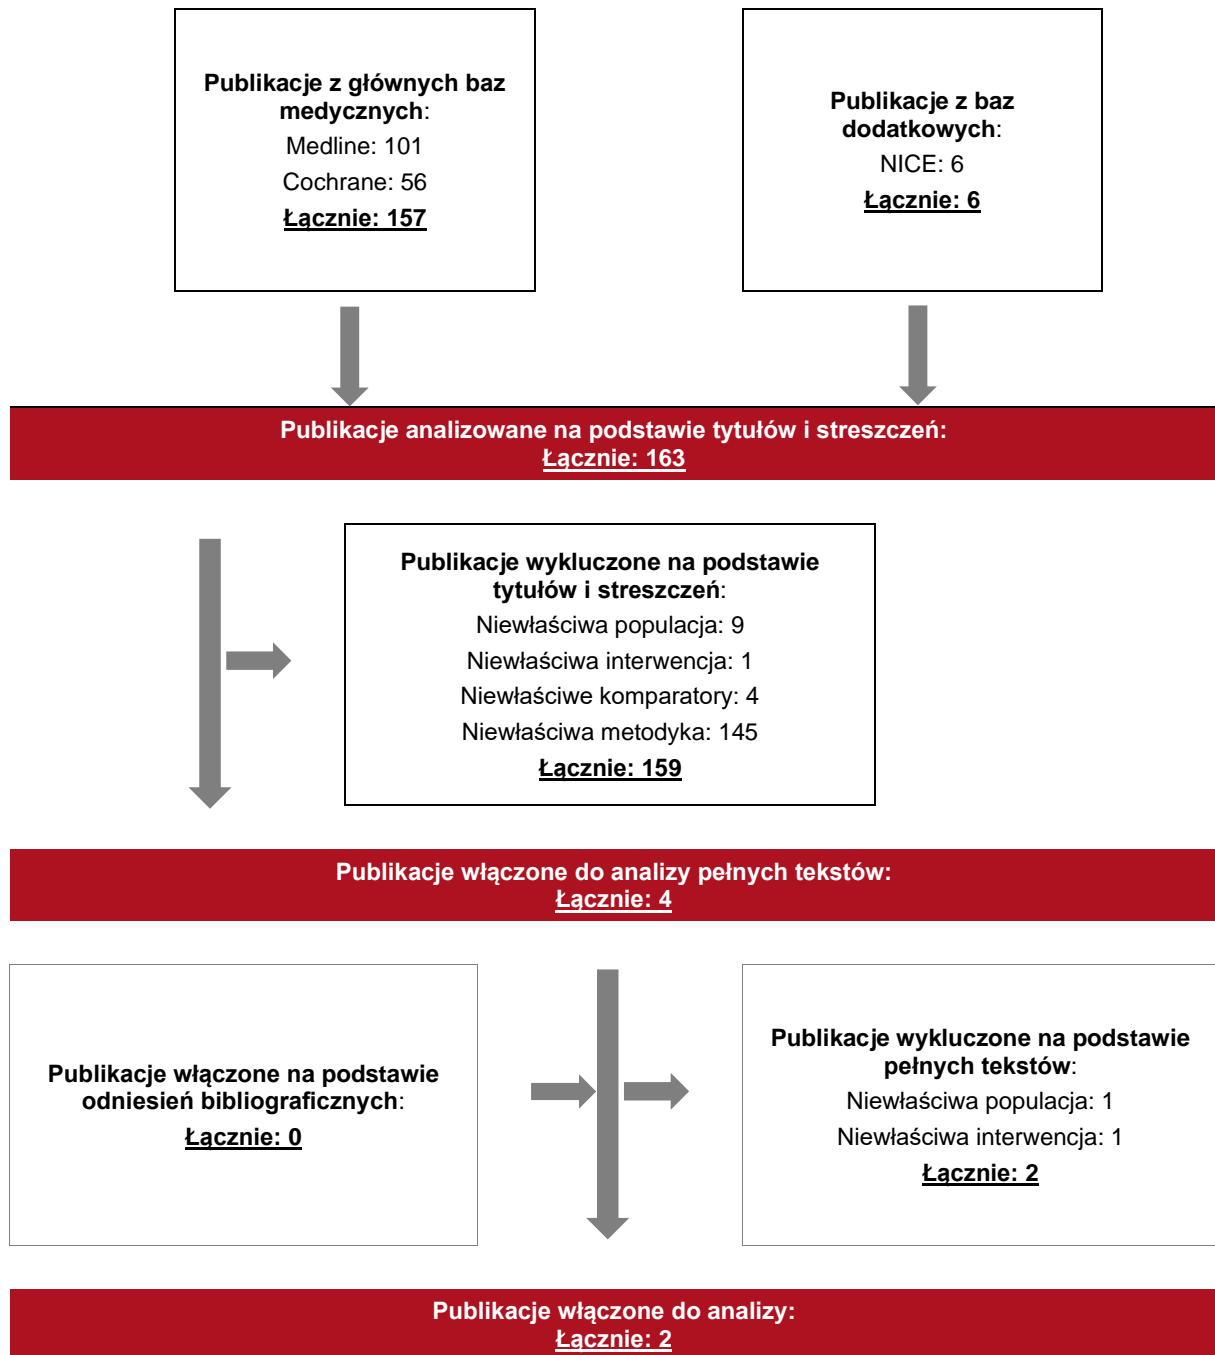 Publikacje z głównych baz
medycznych:
Medline: 101
Cochrane: 56
Łącznie: 157
Publikacje z baz
dodatkowych:
NICE: 6
Łącznie: 6
Publikacje analizowane na podstawie tytułów i streszczeń:
Łącznie: 163
Publikacje wykluczone na podstawie
tytułów i streszczeń:
Niewłaściwa populacja: 9
Niewłaściwa interwencja: 1
Niewłaściwe komparatory: 4
Niewłaściwa metodyka: 145
Łącznie: 159
Publikacje włączone do analizy pełnych tekstów:
Łącznie: 4
Publikacje włączone na podstawie
odniesień bibliograficznych:
Łącznie: 0
Publikacje wykluczone na podstawie
pełnych tekstów:
Niewłaściwa populacja: 1
Niewłaściwa interwencja: 1
Łącznie: 2
Publikacje włączone do analizy:
Łącznie: 2